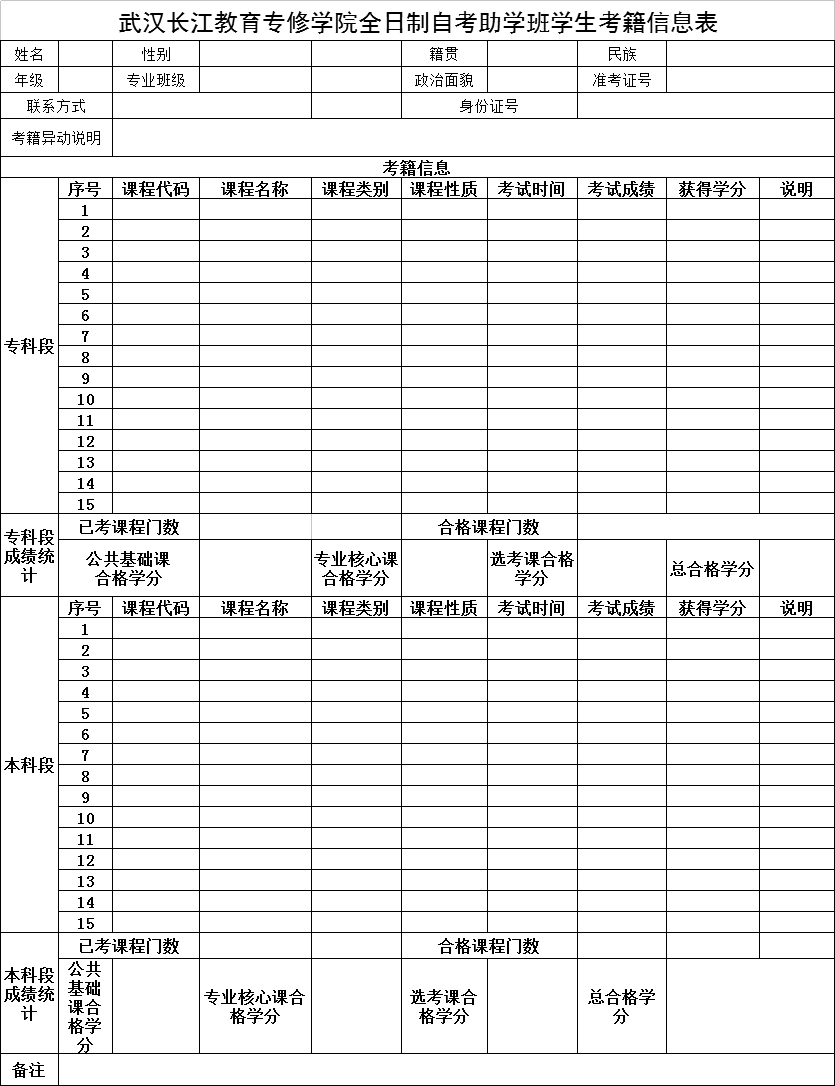 武汉长江教育专修学院全日制自考助学班学生考籍信息表
姓名 性别 籍贯 民族
年级 专业班级 政治面貌 准考证号
联系方式 身份证号
考籍异动说明
考籍信息
专科段
序号 课程代码 课程名称 课程类别 课程性质 考试时间 考试成绩 获得学分 说明
1
2
3
4
5
6
7
8
9
10
11
12
13
14
15
专科段
成绩统
计
已考课程门数 合格课程门数
公共基础课
合格学分
专业核心课
合格学分
选考课合格
学分
总合格学分
本科段
序号 课程代码 课程名称 课程类别 课程性质 考试时间 考试成绩 获得学分 说明
1
2
3
4
5
6
7
8
9
10
11
12
13
14
15
本科段
成绩统
计
已考课程门数 合格课程门数
公共
基础
课合
格学
分
专业核心课合
格学分
选考课合
格学分
总合格学
分
备注